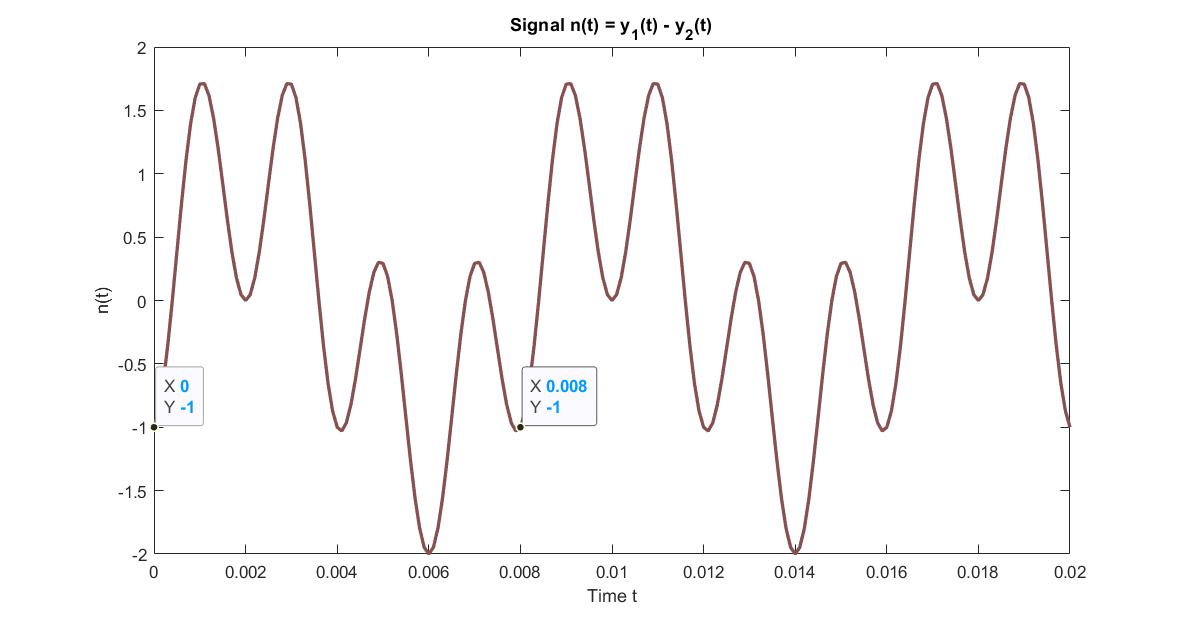 Signal n(t) = y1(t) - y2(t)
2
1.5
1
0.5
0
-0.5
-1
-1.5
-2
n(t)
X 0
Y -1
X 0.008
Y -1
0 0.002 0.004 0.006 0.008 0.01 0.012 0.014 0.016 0.018 0.02
Time t